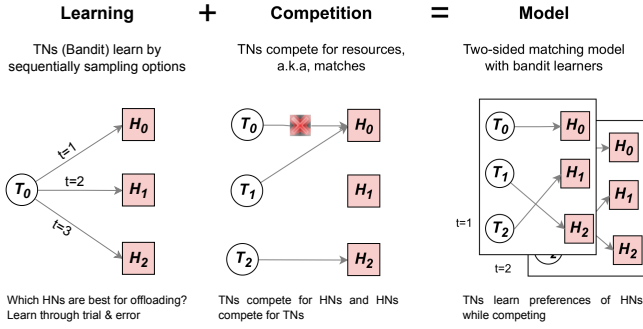 Learning + Competition = Model
TNs (Bandit) learn by
sequentially sampling options
TNs compete for resources,
a.k.a, matches
Two-sided matching model
with bandit learners
T0
t=1
t=2
t=3
H0
H1
H2
T0
T1
T2
H0
H1
H2
T0
T1
T2
H0
H1
H2
t=1
H0
H1
H2
t=2
Which HNs are best for offloading?
Learn through trial & error
TNs compete for HNs and HNs
compete for TNs
TNs learn preferences of HNs
while competing